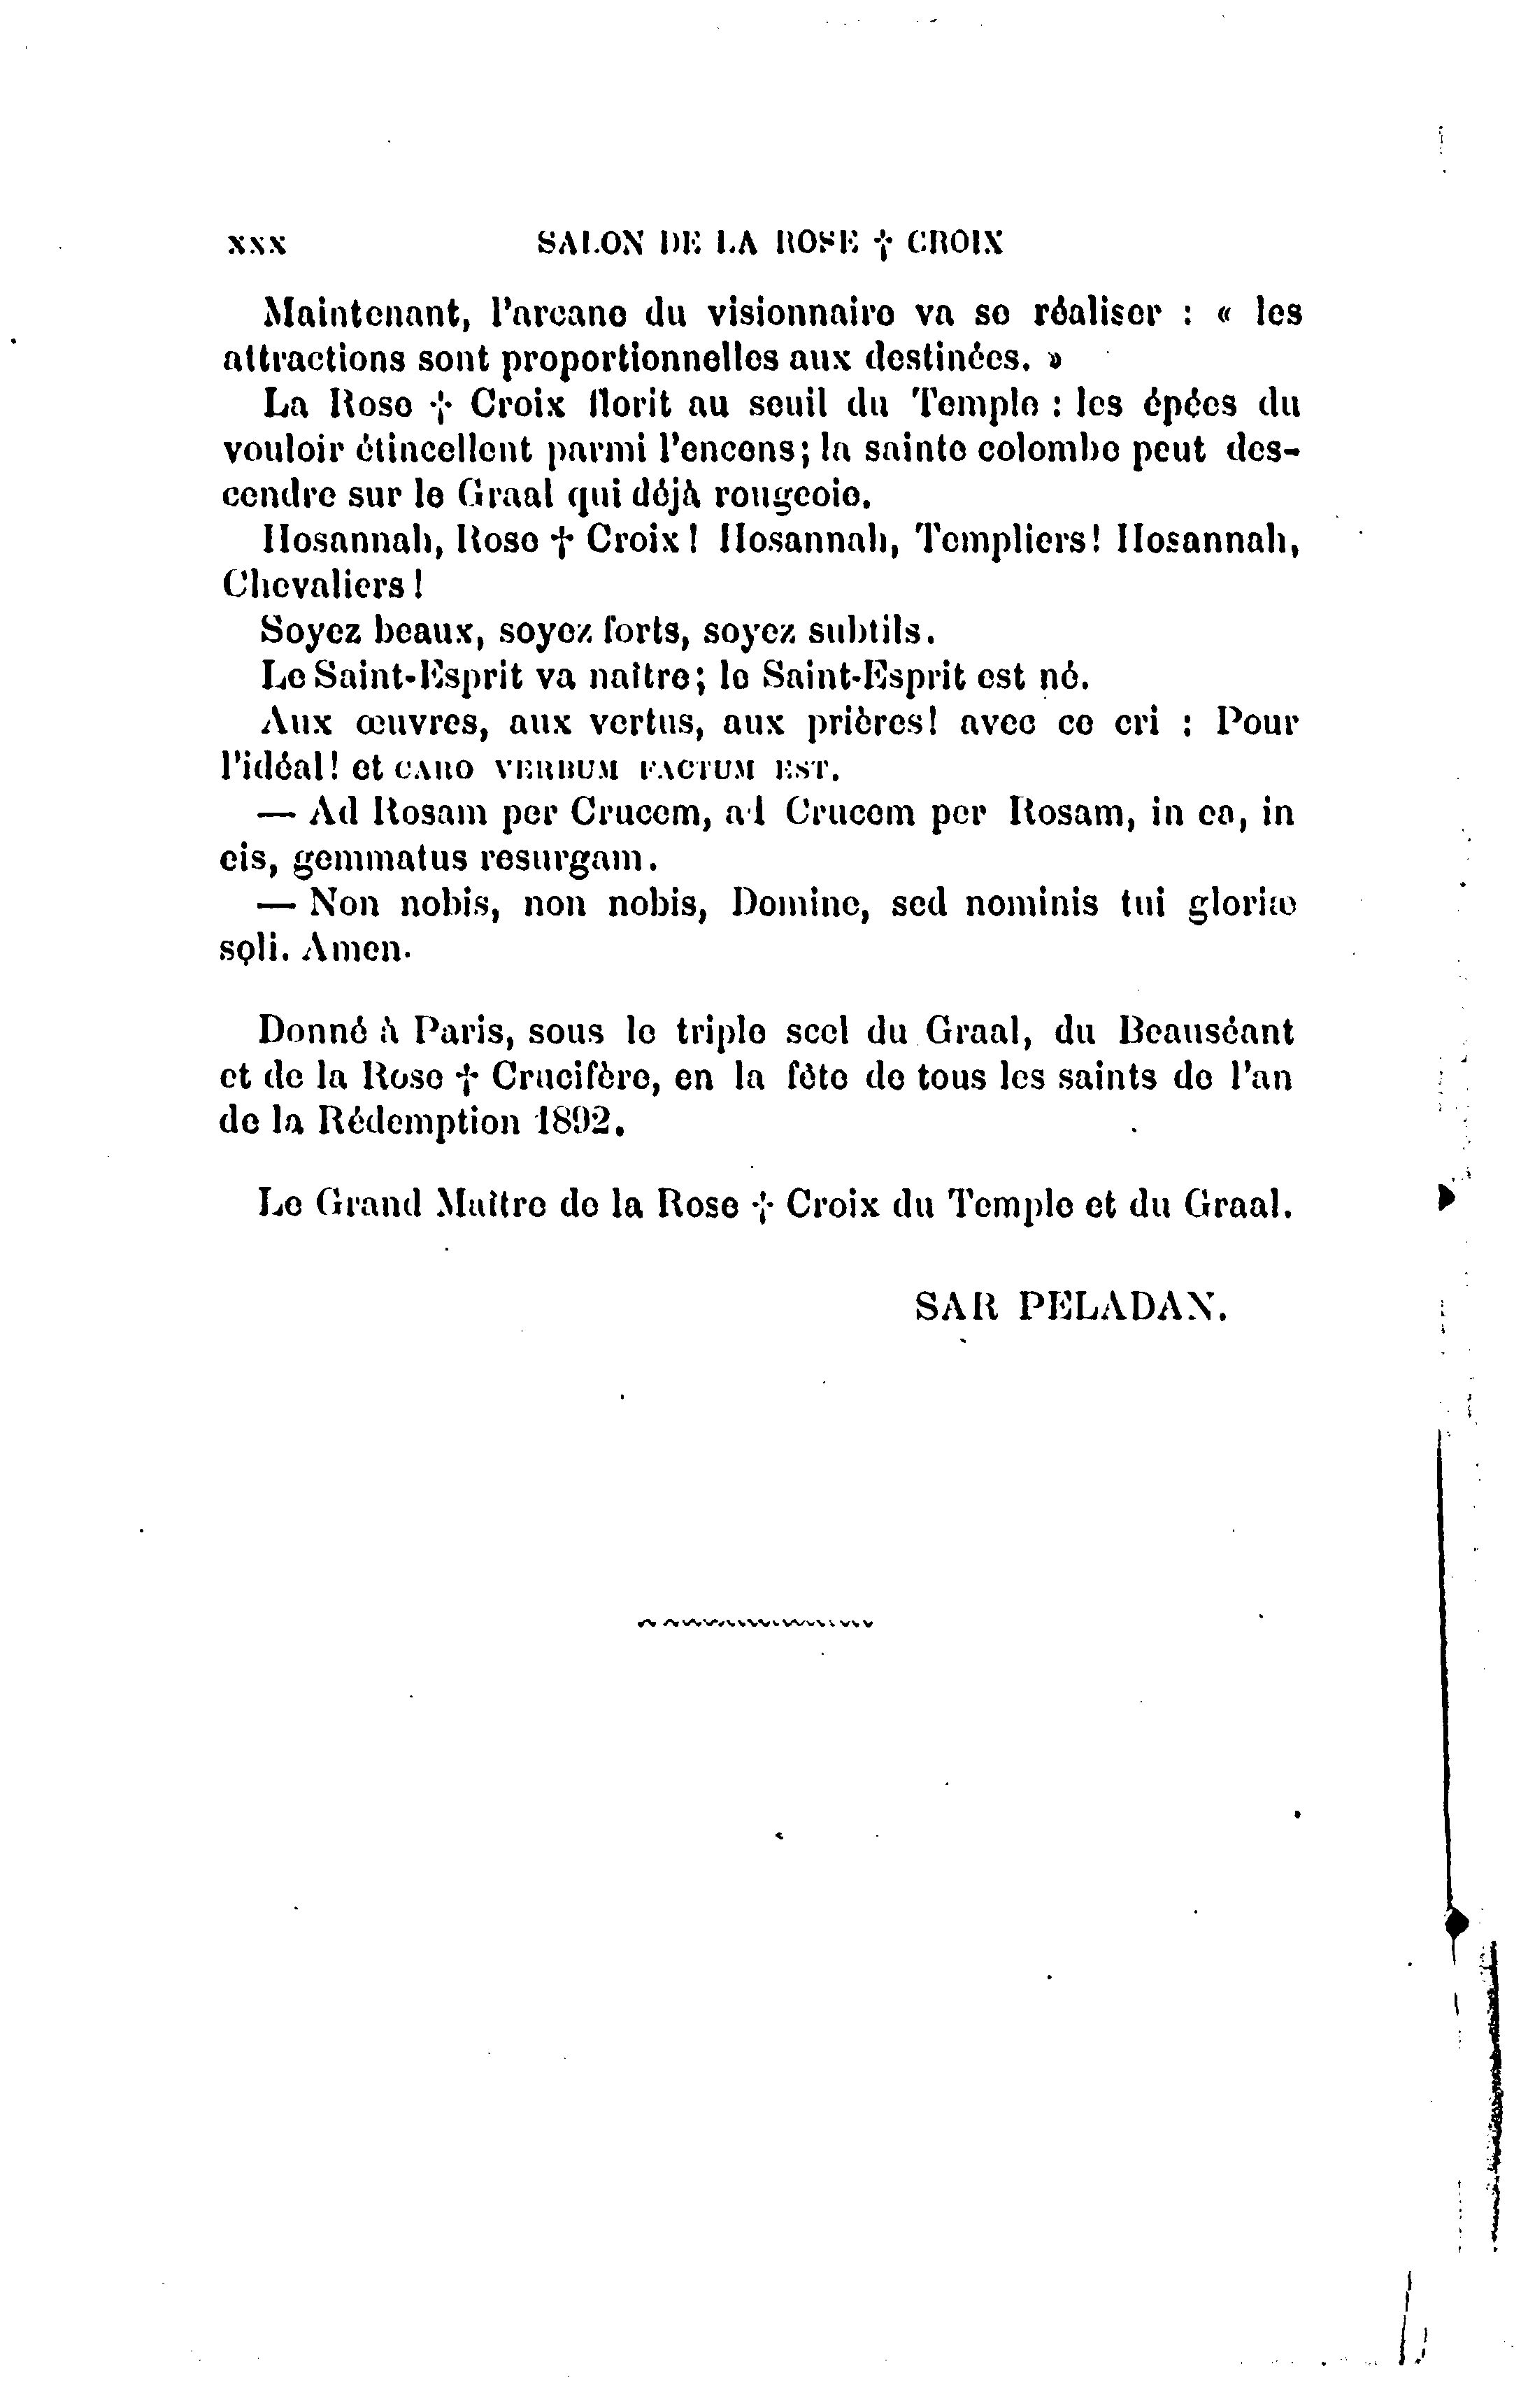 xxx SALON DE LA ROSE † CROIX
Maintenant, l'arcane du visionnaire va se réaliser : « les
attractions sont proportionnelles aux destinées. »
La Rose † Croix florit au seuil du Temple : les épées du
vouloir étincellent parmi l'encens; la sainte colombe peut des-
cendre sur le Graal qui déjà rougeoie.
Hosannah, Rose † Croix! Hosannah, Templiers! Hosannah,
Chevaliers!
Soyez beaux, soyez forts, soyez subtils.
Le Saint-Esprit va naître; le Saint-Esprit est né.
Aux œuvres, aux vertus, aux prières! avec ce cri : Pour
l'idéal! et CARO VERBUM FACTUM EST.
— Ad Rosam per Crucem, ad Crucem per Rosam, in ea, in
eis, gemmatus resurgam.
— Non nobis, non nobis, Domine, sed nominis tui gloriæ
soli. Amen.
Donné à Paris, sous le triple scel du Graal, du Beauséant
et de la Rose † Crucifère, en la fête de tous les saints de l'an
de la Rédemption 1892.
Le Grand Maître de la Rose † Croix du Temple et du Graal.
SAR PELADAN.